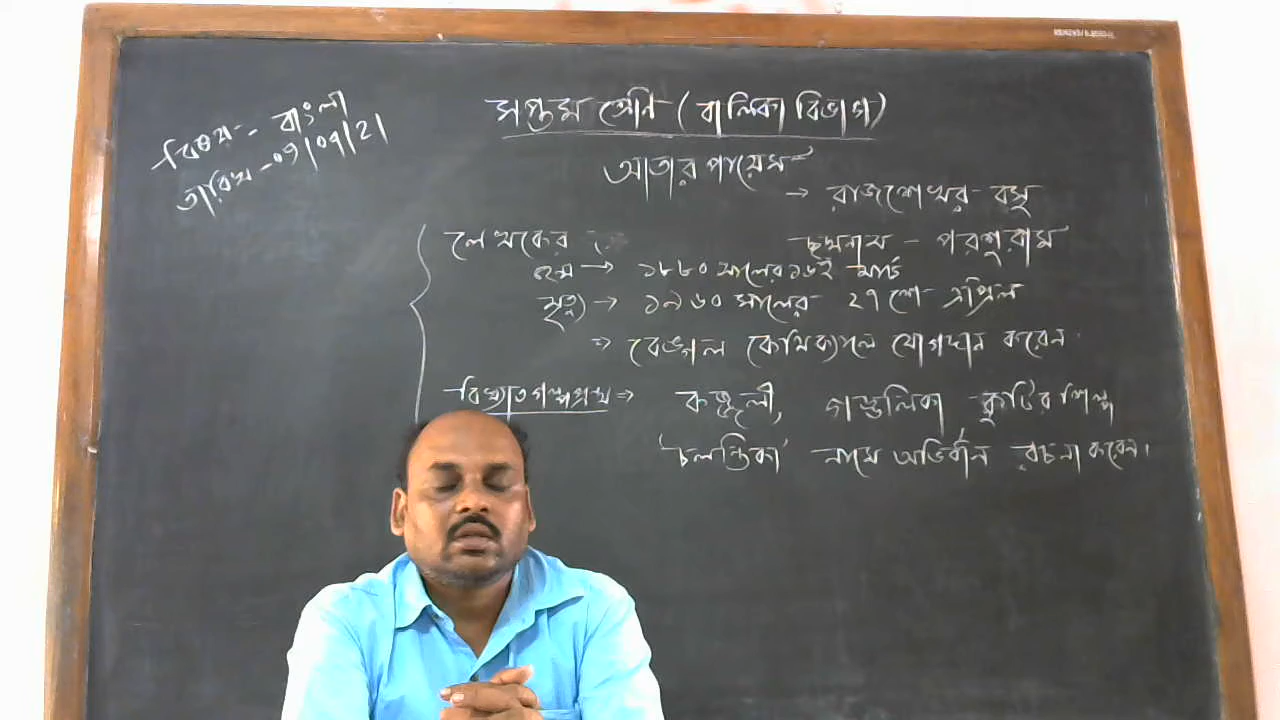 বিষয় - বাংলা
তারিখ - ০৭/০৭/২১
সপ্তম শ্রেণি (বালিকা বিভাগ)
আতার পায়েস
→ রাজশেখর বসু
লেখকের ছদ্মনাম - পরশুরাম
জন্ম → ১৮৮০ সালের ১৬ই মার্চ
মৃত্যু → ১৯৬০ সালের ২৭ শে এপ্রিল
⇒ বেঙ্গল কেমিক্যালে যোগদান করেন।
বিখ্যাত গল্পগ্রন্থ ⇒ কজ্জলী, গড্ডলিকা কুটির শিল্প
'চলন্তিকা' নামে অভিধান রচনা করেন।